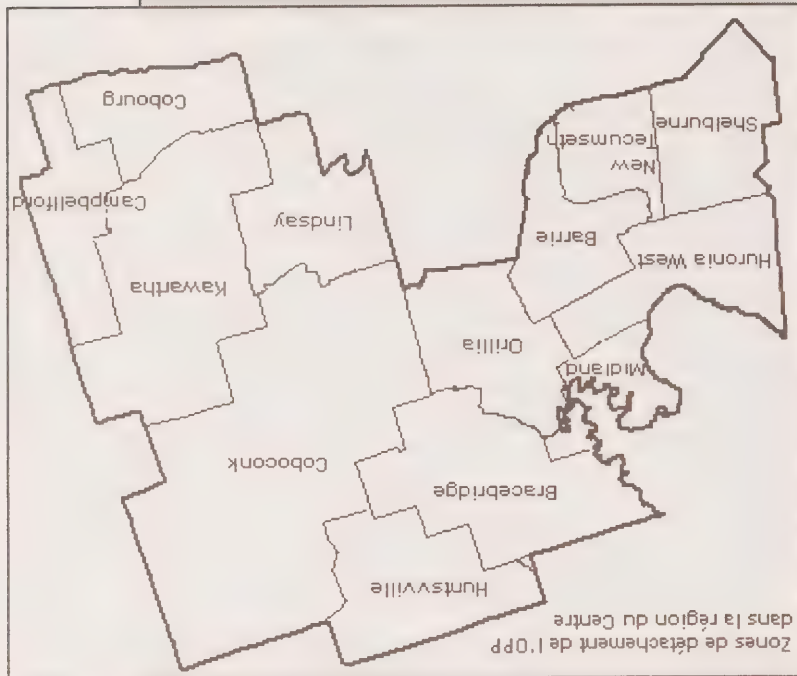 Zones de détachement de l'OPP
dans la région du Centre
Huntsville
Bracebridge
Coboconk
Midland
Orillia
Kawartha
Huronia West
Barrie
Lindsay
Campbellford
New
Tecumseth
Shelburne
Cobourg